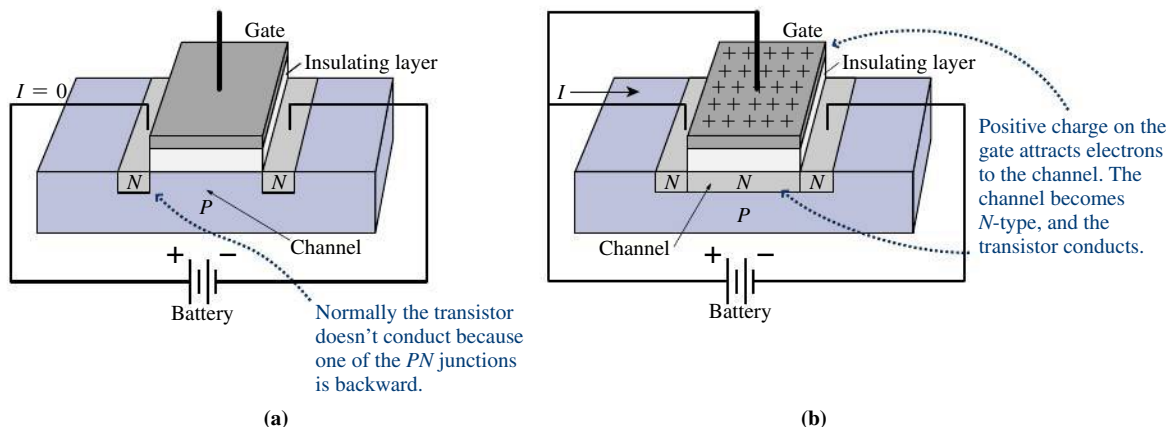 Gate
Insulating layer
I = 0
N
N
P
Channel
+ −
Battery
Normally the transistor
doesn't conduct because
one of the PN junctions
is backward.
(a)
Gate
+ + + + +
+ + + + +
+ + + + +
+ + + + +
+ + + + +
Insulating layer
I
N
N
N
P
Channel
+ −
Battery
Positive charge on the
gate attracts electrons
to the channel. The
channel becomes
N-type, and the
transistor conducts.
(b)